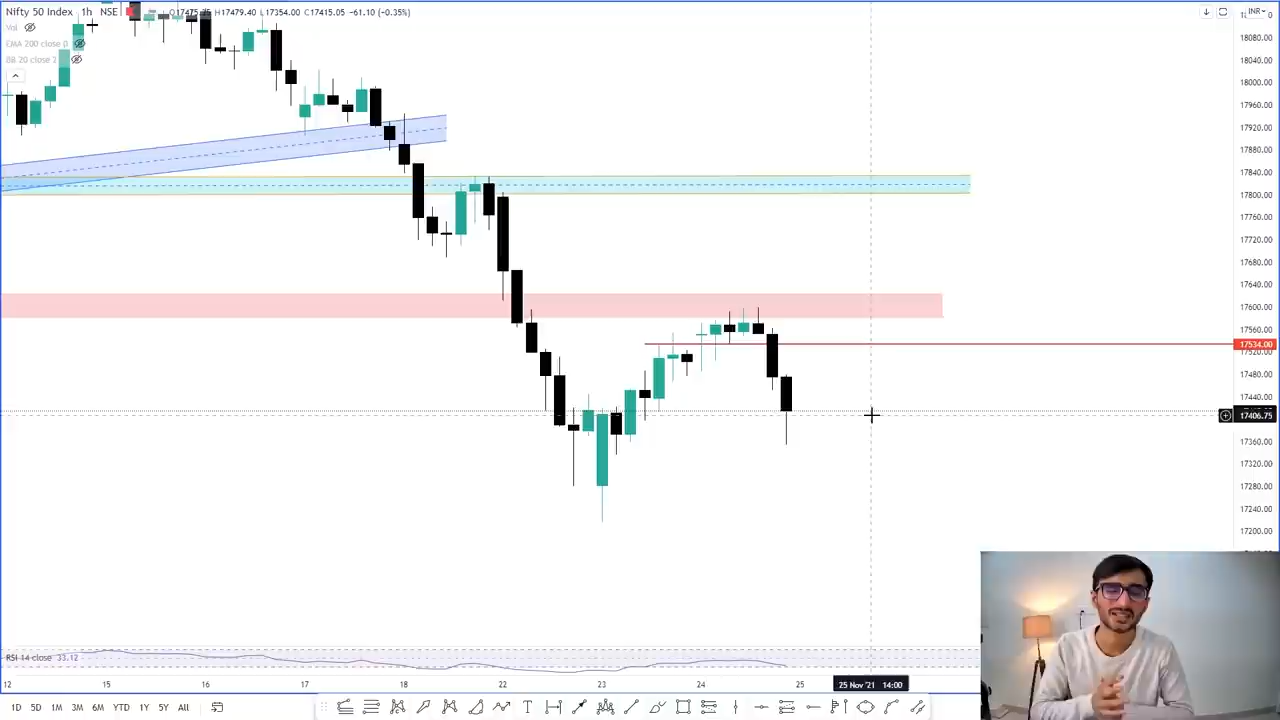 Nifty 50 Index · 1h · NSE H17479.40 L17354.00 C17415.05 −61.10 (−0.35%)
INR
Vol
EMA 200 close 0
BB 20 close 2
18080.00
18040.00
18000.00
17960.00
17920.00
17880.00
17840.00
17800.00
17760.00
17720.00
17680.00
17640.00
17600.00
17560.00
17534.00
17520.00
17480.00
17440.00
17406.75
17360.00
17320.00
17280.00
17240.00
17200.00
RSI 14 close 33.12
12 15 16 17 18 22 23 24 25 25 Nov '21 14:00
1D 5D 1M 3M 6M YTD 1Y 5Y All
T